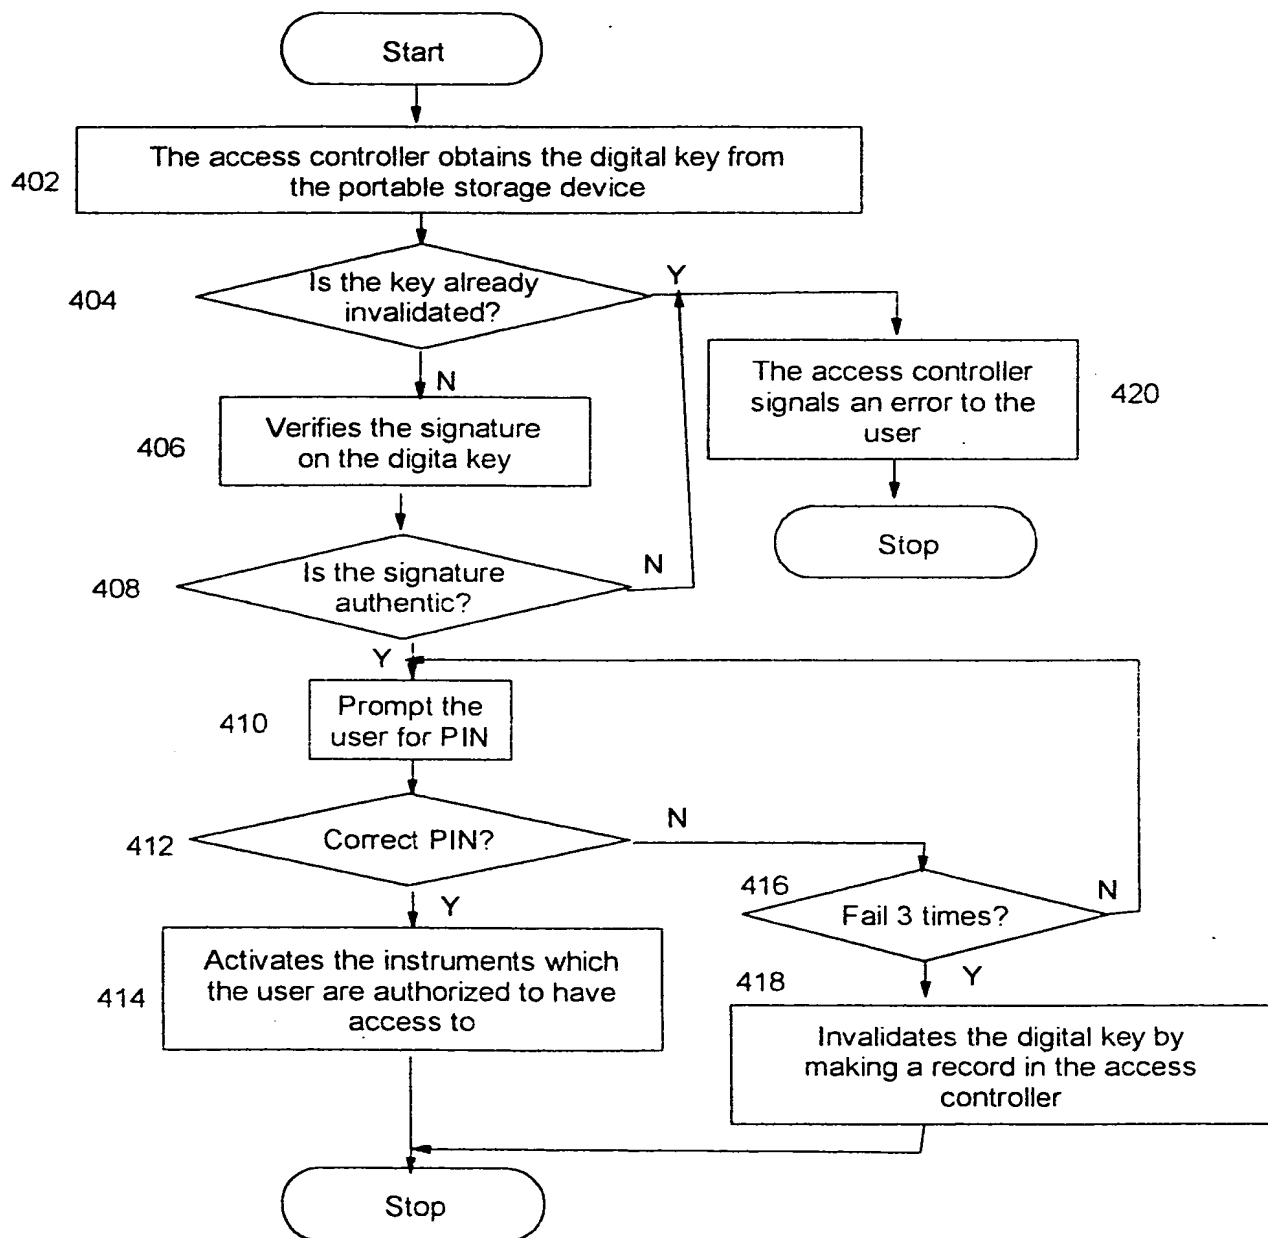 Start
402
The access controller obtains the digital key from
the portable storage device
404
Is the key already
invalidated?
Y
N
The access controller
signals an error to the
user
420
406
Verifies the signature
on the digita key
Stop
408
Is the signature
authentic?
N
Y
410
Prompt the
user for PIN
412
Correct PIN?
N
416
Fail 3 times?
N
Y
Y
414
Activates the instruments which
the user are authorized to have
access to
418
Invalidates the digital key by
making a record in the access
controller
Stop